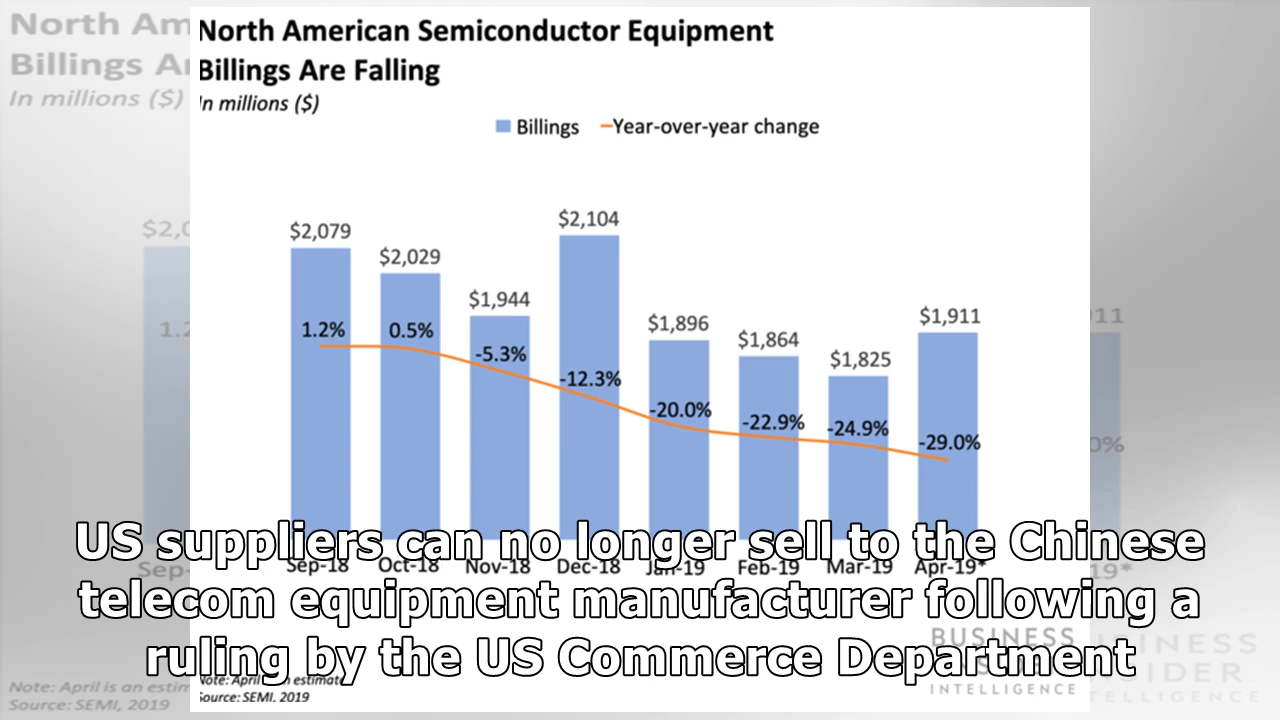 North American Semiconductor Equipment
Billings Are Falling
In millions ($)
Billings Year-over-year change
$2,079 $2,029 $1,944 $2,104 $1,896 $1,864 $1,825 $1,911
1.2% 0.5% -5.3% -12.3% -20.0% -22.9% -24.9% -29.0%
Sep-18 Oct-18 Nov-18 Dec-18 Jan-19 Feb-19 Mar-19 Apr-19*
US suppliers can no longer sell to the Chinese
telecom equipment manufacturer following a
ruling by the US Commerce Department
Note: April is an estimate
Source: SEMI, 2019
BUSINESS
INSIDER
INTELLIGENCE